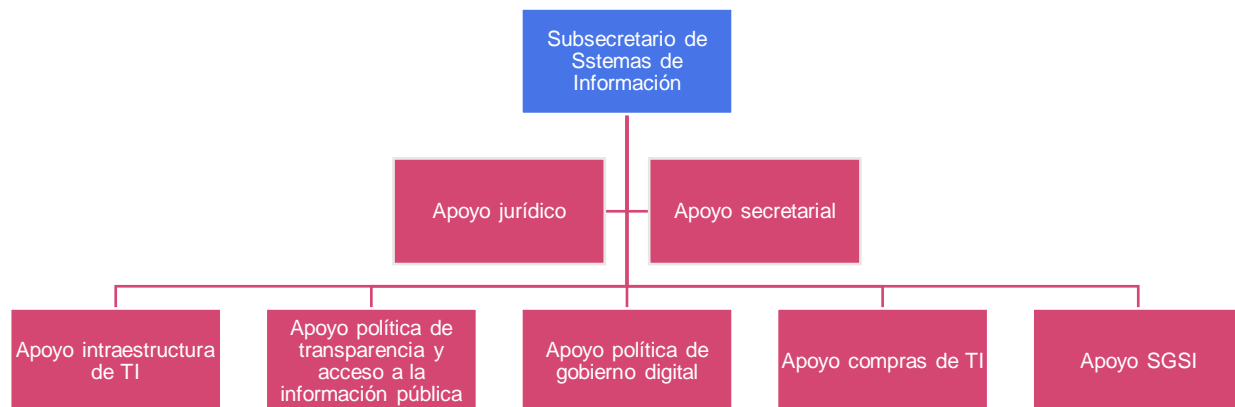 Subsecretario de
Sstemas de
Información
Apoyo jurídico
Apoyo secretarial
Apoyo intraestructura
de TI
Apoyo política de
transparencia y
acceso a la
información pública
Apoyo política de
gobierno digital
Apoyo compras de TI
Apoyo SGSI